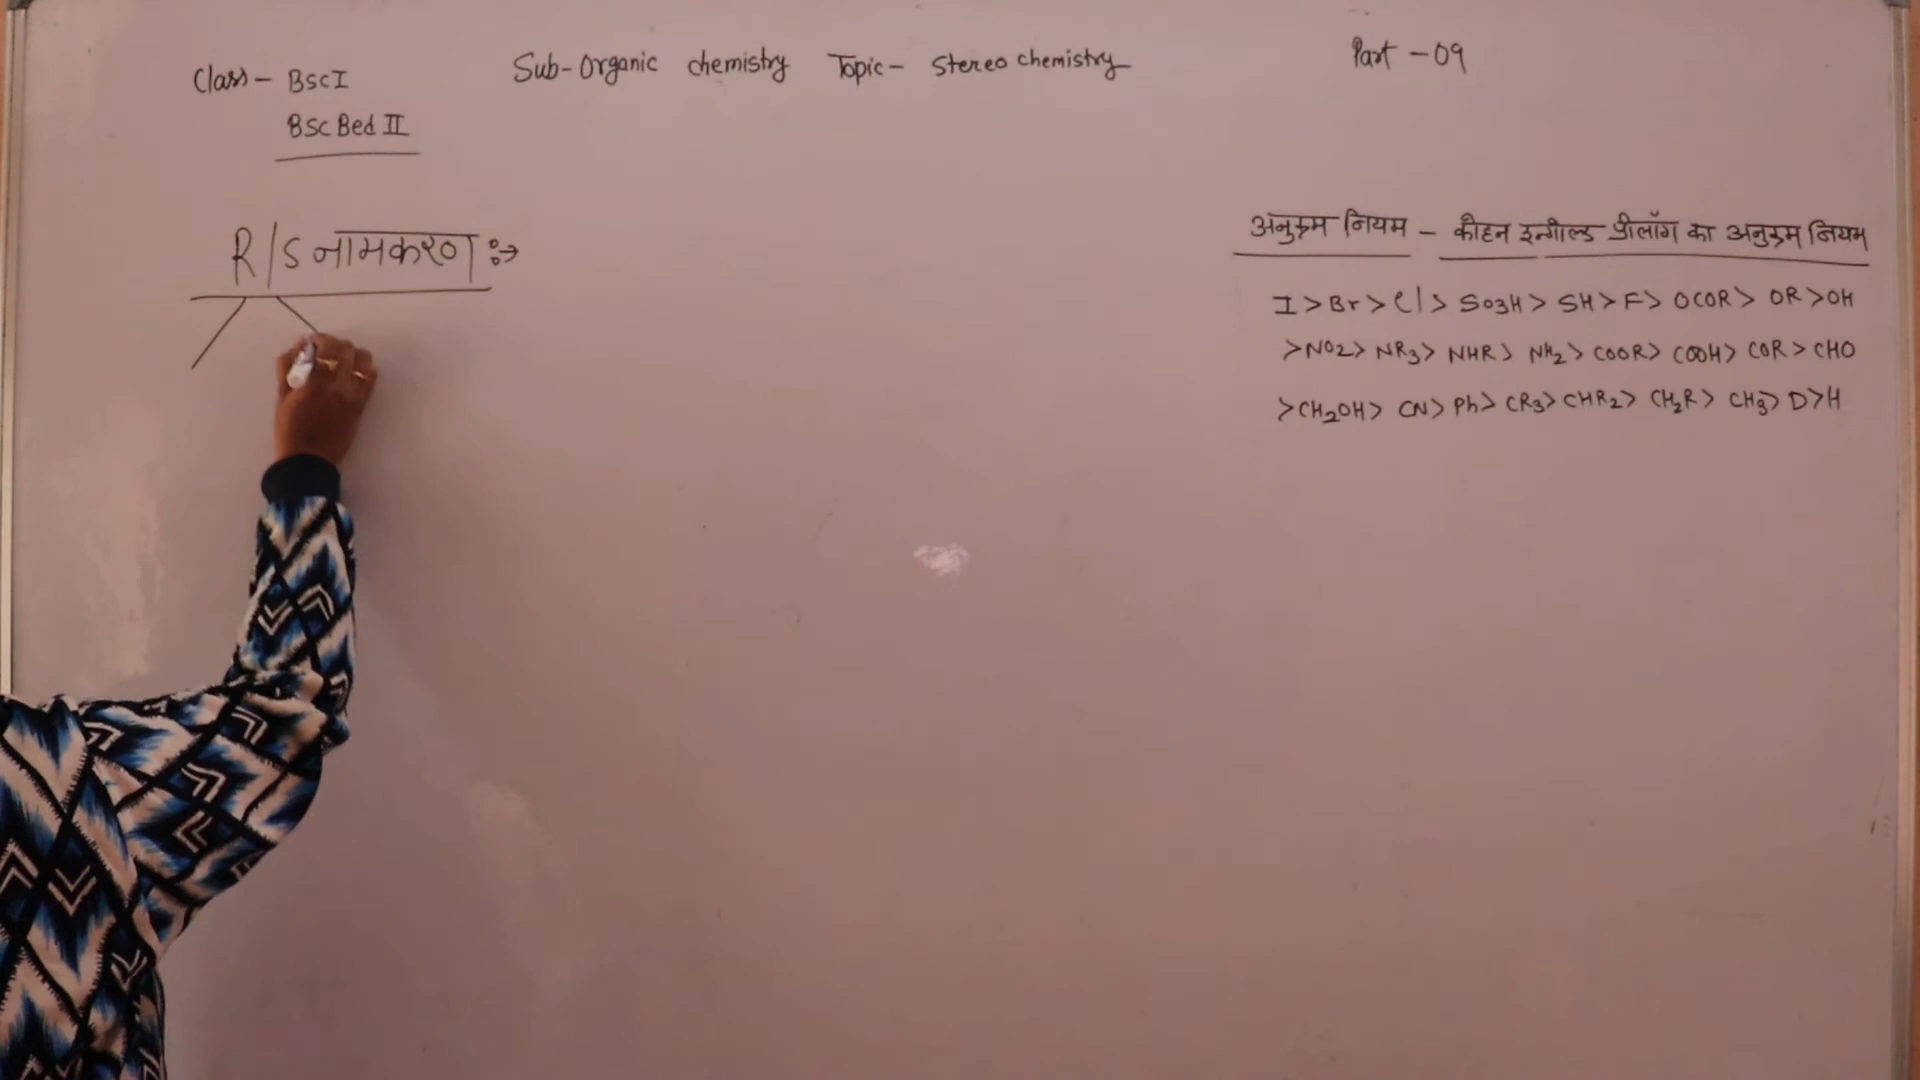 Class - BscI
BSc Bed II
Sub-Organic chemistry Topic- Stereochemistry
Part -09
R/S नामकरण :->
अनुक्रम नियम - कॉहन इन्गोल्ड प्रीलॉग का अनुक्रम नियम
I > Br > Cl > SO3H > SH > F > OCOR > OR > OH
> NO2 > NR3 > NHR > NH2 > COOR > COOH > COR > CHO
> CH2OH > CN > Ph > CR3 > CHR2 > CH2R > CH3 > D > H